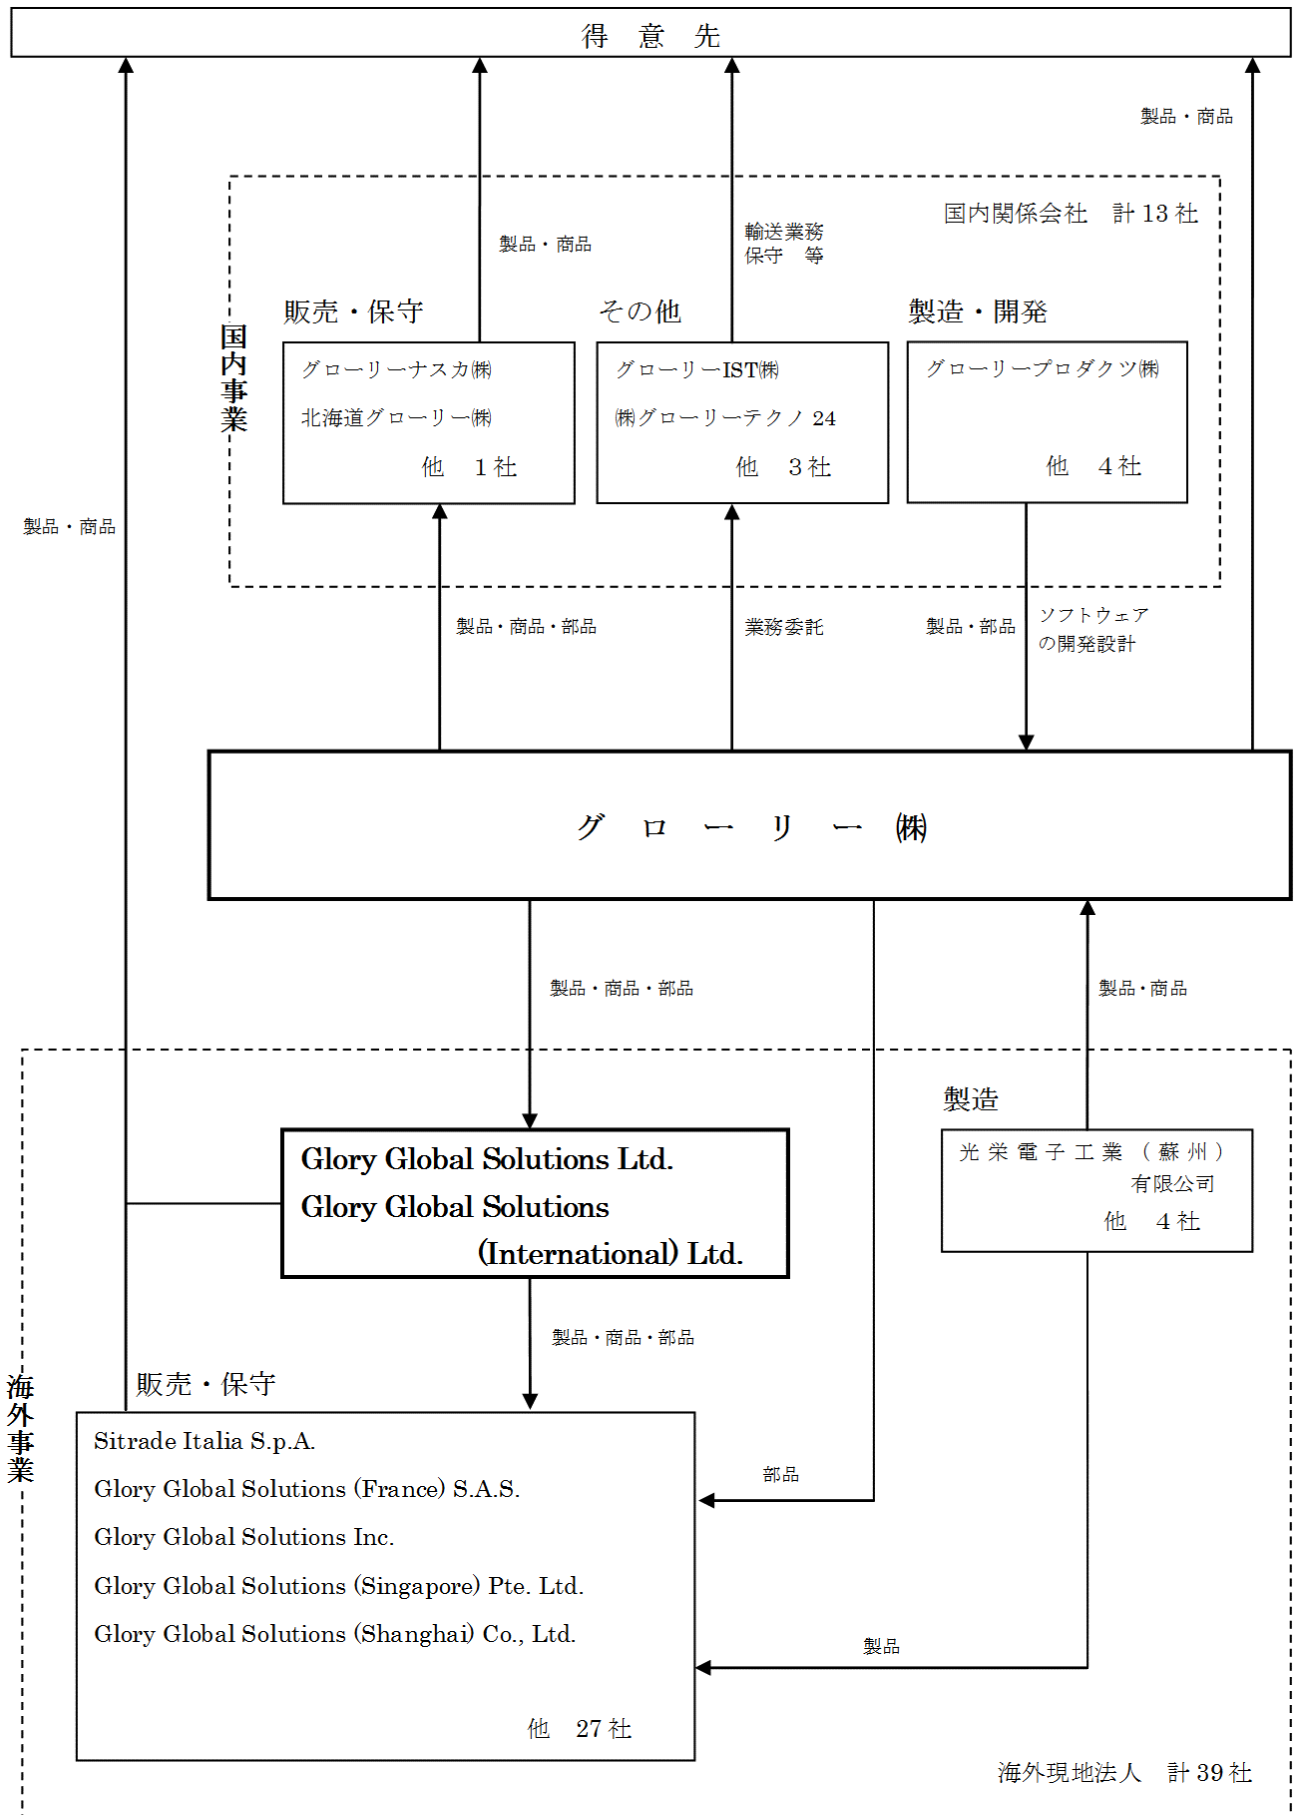 得　意　先
製品・商品
国内関係会社　計 13 社
製品・商品
輸送業務
保守　等
販売・保守
その他
製造・開発
国内事業
グローリーナスカ㈱
北海道グローリー㈱
他　1 社
グローリーIST㈱
㈱グローリーテクノ 24
他　3 社
グローリープロダクツ㈱
他　4 社
製品・商品
製品・商品・部品
業務委託
製品・部品
ソフトウェア
の開発設計
グ　ロ　ー　リ　ー　㈱
製品・商品・部品
製品・商品
製造
光栄電子工業（蘇州）
有限公司
他　4 社
Glory Global Solutions Ltd.
Glory Global Solutions
(International) Ltd.
製品・商品・部品
海外事業
販売・保守
Sitrade Italia S.p.A.
Glory Global Solutions (France) S.A.S.
Glory Global Solutions Inc.
Glory Global Solutions (Singapore) Pte. Ltd.
Glory Global Solutions (Shanghai) Co., Ltd.
他　27 社
部品
製品
海外現地法人　計 39 社